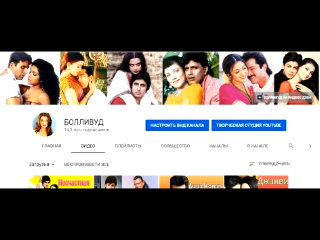 БОЛЛИВУД
НАСТРОИТЬ ВИД КАНАЛА
ТВОРЧЕСКАЯ СТУДИЯ YOUTUBE
ГЛАВНАЯ
ВИДЕО
ПЛЕЙЛИСТЫ
СООБЩЕСТВО
КАНАЛЫ
О КАНАЛЕ
Загрузки
ВОСПРОИЗВЕСТИ ВСЕ
УПОРЯДОЧИТЬ